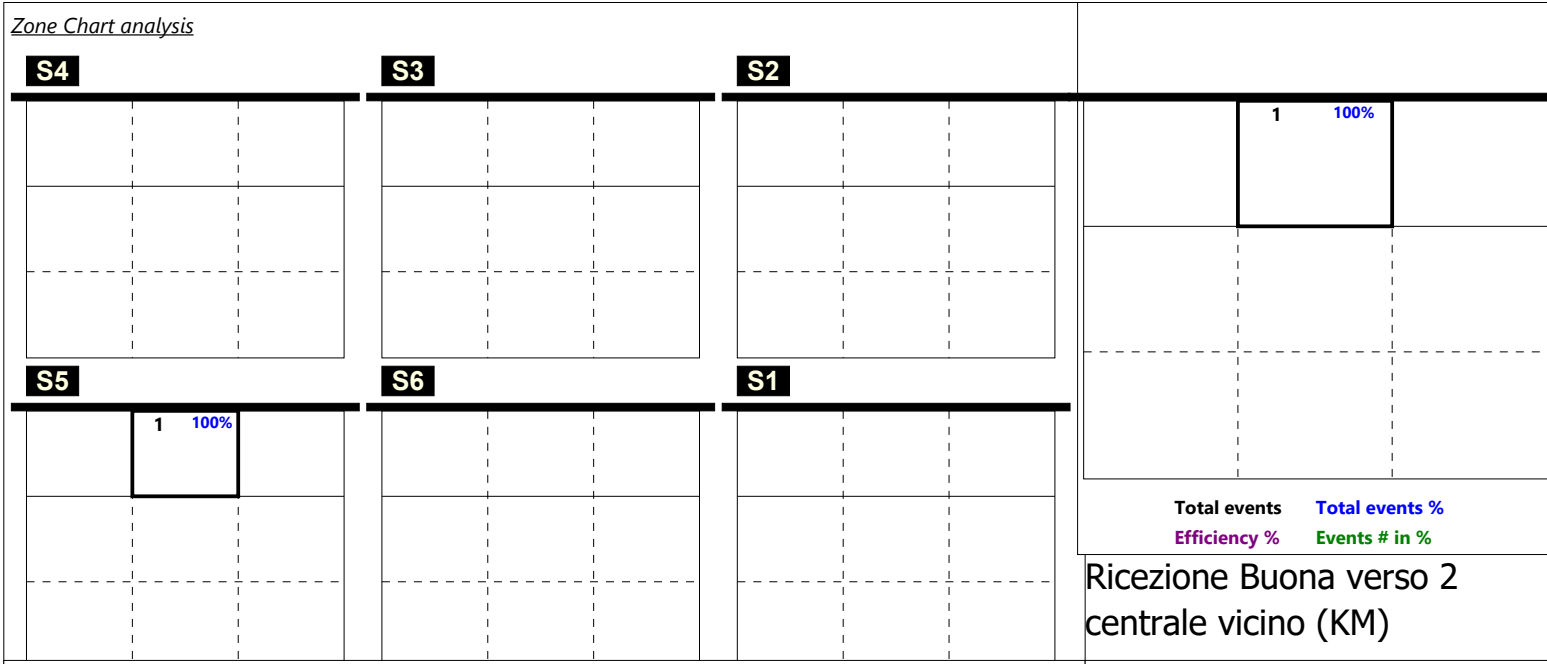 Zone Chart analysis
S4 S3 S2
1 100%
S5 S6 S1
1 100%
Total events Total events %
Efficiency % Events # in %
Ricezione Buona verso 2
centrale vicino (KM)